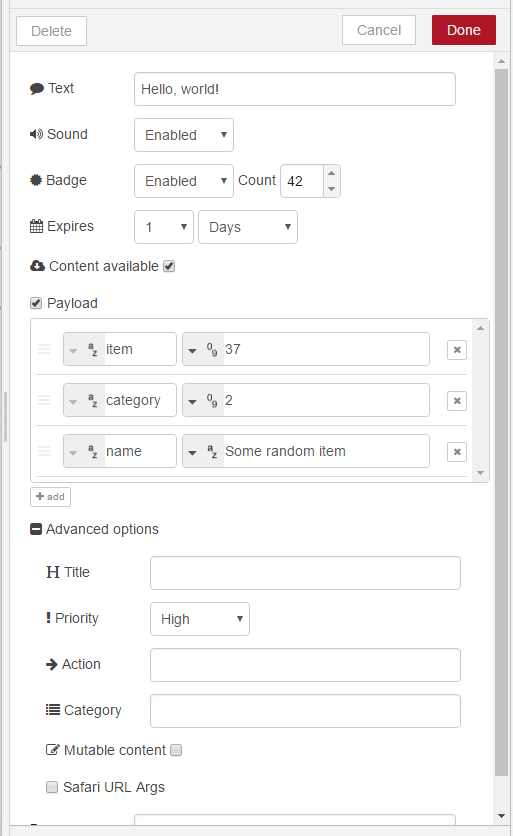 Delete Cancel Done
Text Hello, world!
Sound Enabled
Badge Enabled Count 42
Expires 1 Days
Content available
Payload
az item 09 37
az category 09 2
az name az Some random item
+ add
Advanced options
H Title
! Priority High
Action
Category
Mutable content
Safari URL Args